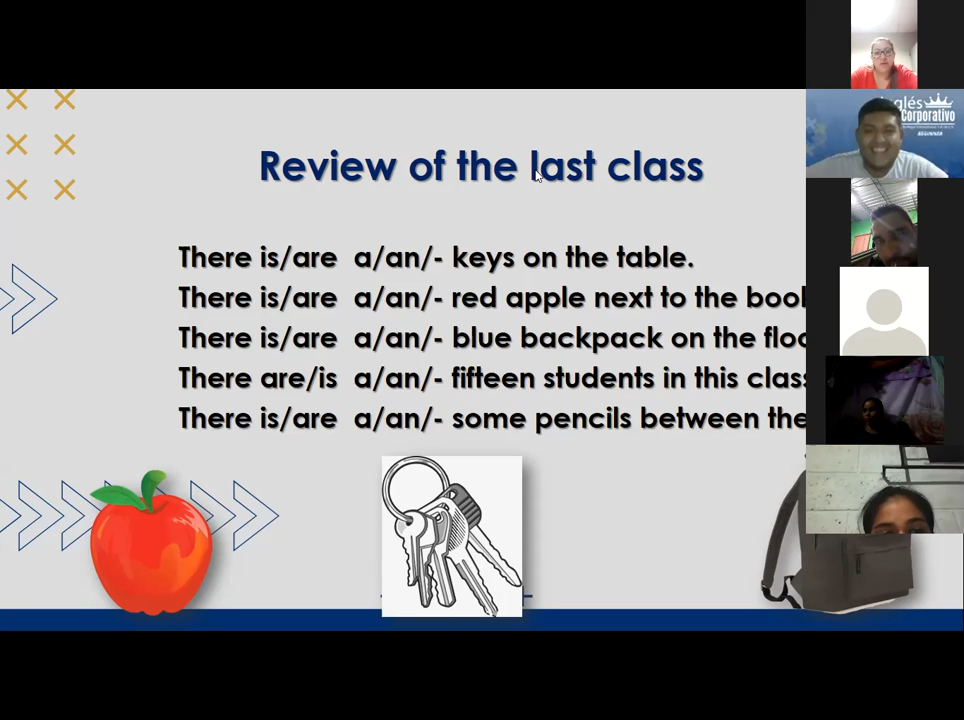 Review of the last class
There is/are a/an/- keys on the table.
There is/are a/an/- red apple next to the book
There is/are a/an/- blue backpack on the
There are/is a/an/- fifteen students in this class
There is/are a/an/- some pencils between the
Corporativo
BEGINNER